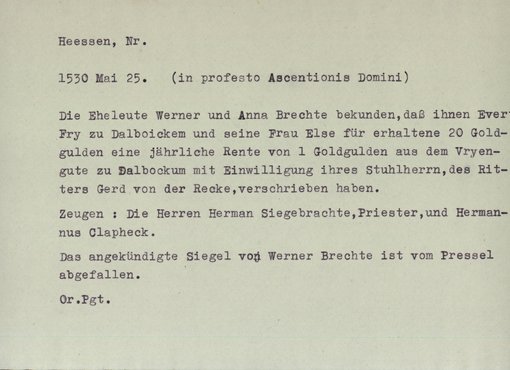 Heessen, Nr.
1530 Mai 25. (in profesto Ascentionis Domini)
Die Eheleute Werner und Anna Brechte bekunden,daß ihnen Ever
Fry zu Dalboickem und seine Frau Else für erhaltene 20 Gold-
gulden eine jährliche Rente von 1 Goldgulden aus dem Vryen-
gute zu Dalbockum mit Einwilligung ihres Stuhlherrn,des Rit-
ters Gerd von der Recke,verschrieben haben.
Zeugen : Die Herren Herman Siegebrachte,Priester,und Herman-
nus Clapheck.
Das angekündigte Siegel von Werner Brechte ist vom Pressel
abgefallen.
Or.Pgt.